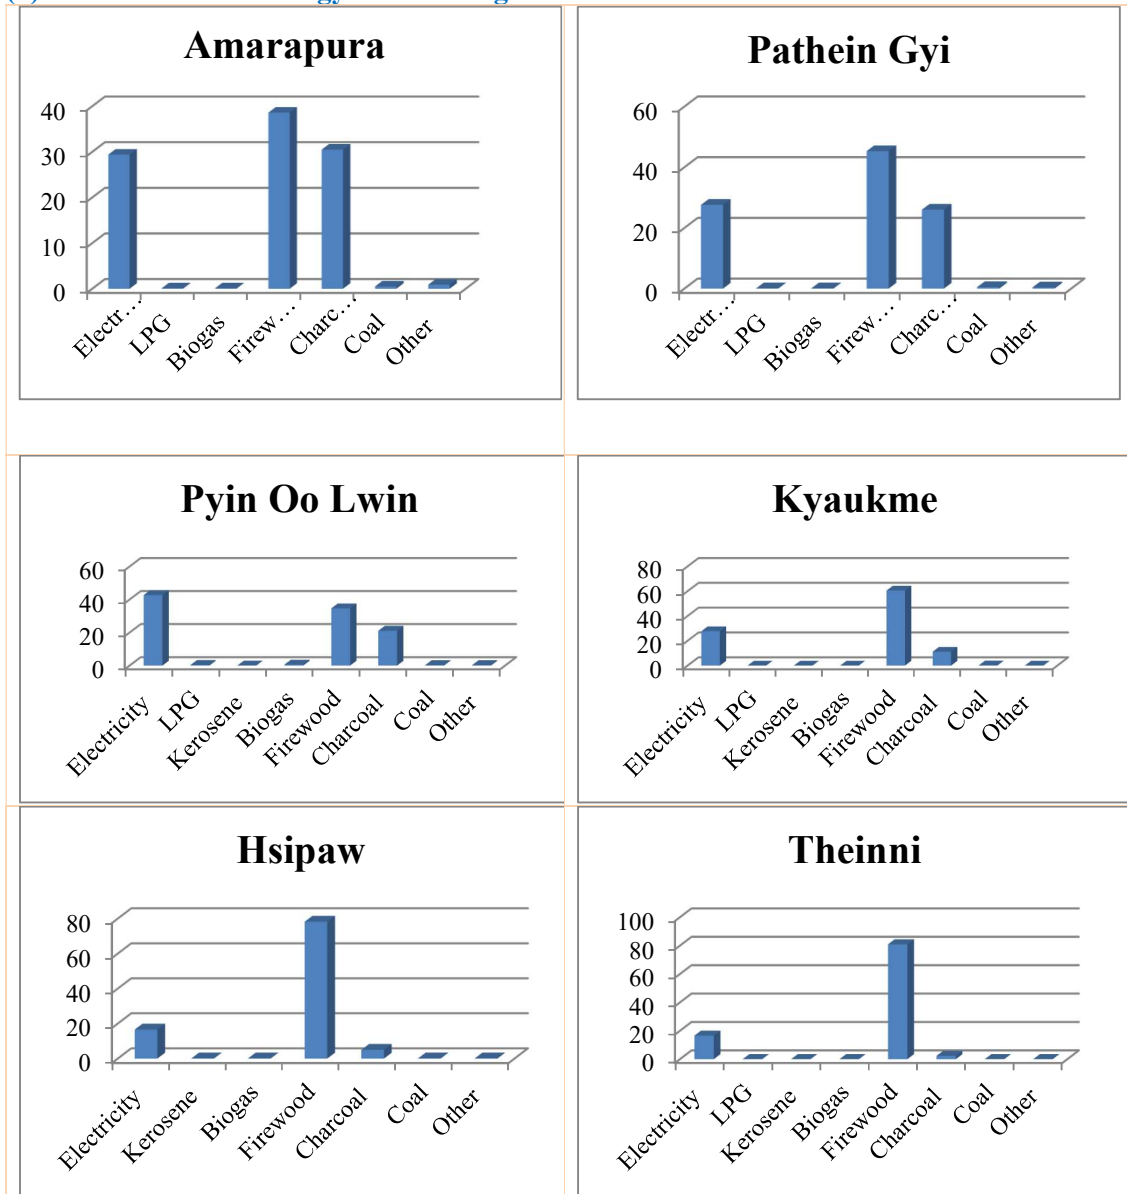 Amarapura
40
30
20
10
0
Electr…
LPG
Biogas
Firew…
Charc…
Coal
Other
Pathein Gyi
60
40
20
0
Electr…
LPG
Biogas
Firew…
Charc…
Coal
Other
Pyin Oo Lwin
60
40
20
0
Electricity
LPG
Kerosene
Biogas
Firewood
Charcoal
Coal
Other
Kyaukme
80
60
40
20
0
Electricity
LPG
Kerosene
Biogas
Firewood
Charcoal
Coal
Other
Hsipaw
80
60
40
20
0
Electricity
Kerosene
Biogas
Firewood
Charcoal
Coal
Other
Theinni
100
80
60
40
20
0
Electricity
LPG
Kerosene
Biogas
Firewood
Charcoal
Coal
Other